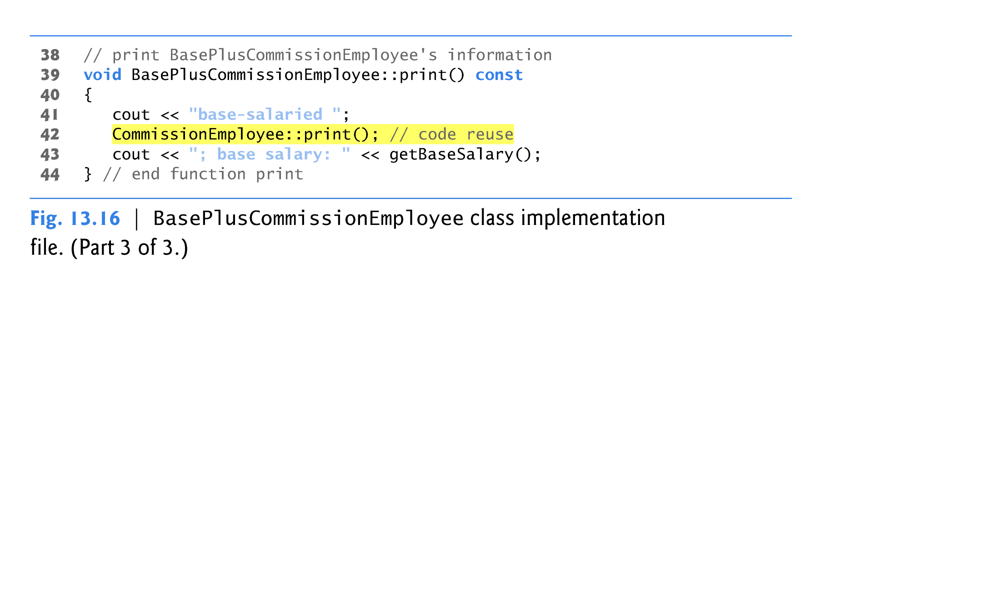 38 // print BasePlusCommissionEmployee's information
39 void BasePlusCommissionEmployee::print() const
40 {
41    cout << "base-salaried ";
42    CommissionEmployee::print(); // code reuse
43    cout << "; base salary: " << getBaseSalary();
44 } // end function print
Fig. 13.16 | BasePlusCommissionEmployee class implementation
file. (Part 3 of 3.)